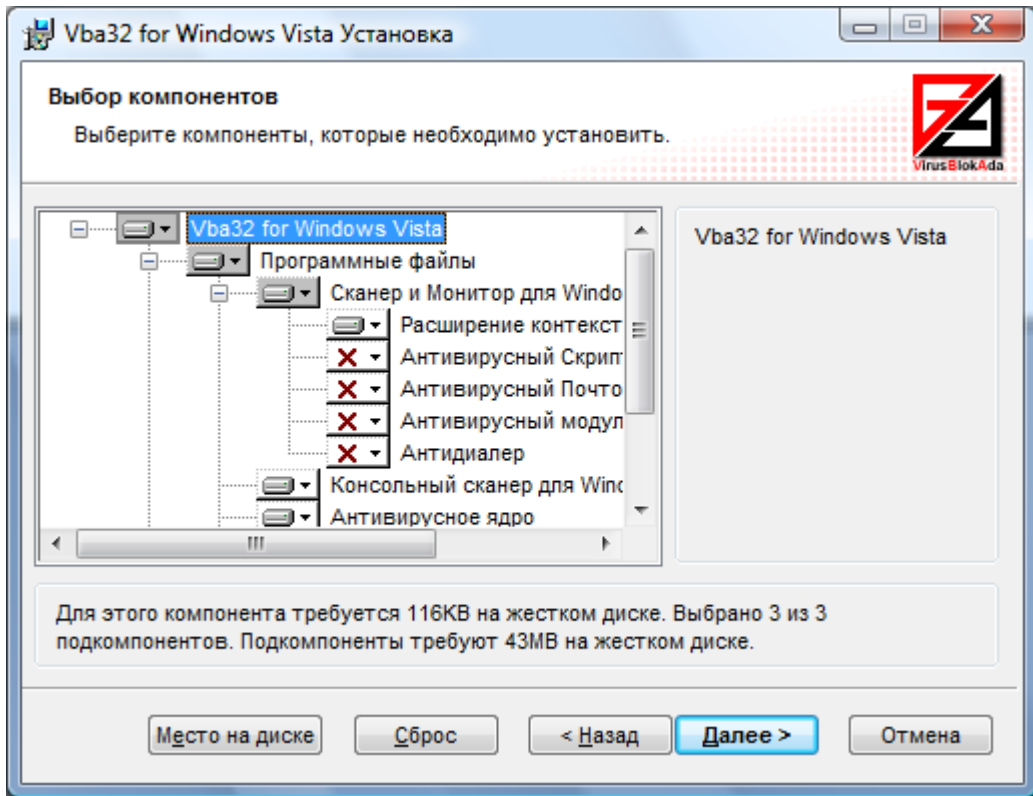 Vba32 for Windows Vista Установка
Выбор компонентов
Выберите компоненты, которые необходимо установить.
VirusBlokAda
Vba32 for Windows Vista
Vba32 for Windows Vista
Программные файлы
Сканер и Монитор для Windo
Расширение контекст
Антивирусный Скрип
Антивирусный Почто
Антивирусный модул
Антидиалер
Консольный сканер для Winc
Антивирусное ядро
Для этого компонента требуется 116KB на жестком диске. Выбрано 3 из 3
подкомпонентов. Подкомпоненты требуют 43MB на жестком диске.
Место на диске
Сброс
< Назад
Далее >
Отмена